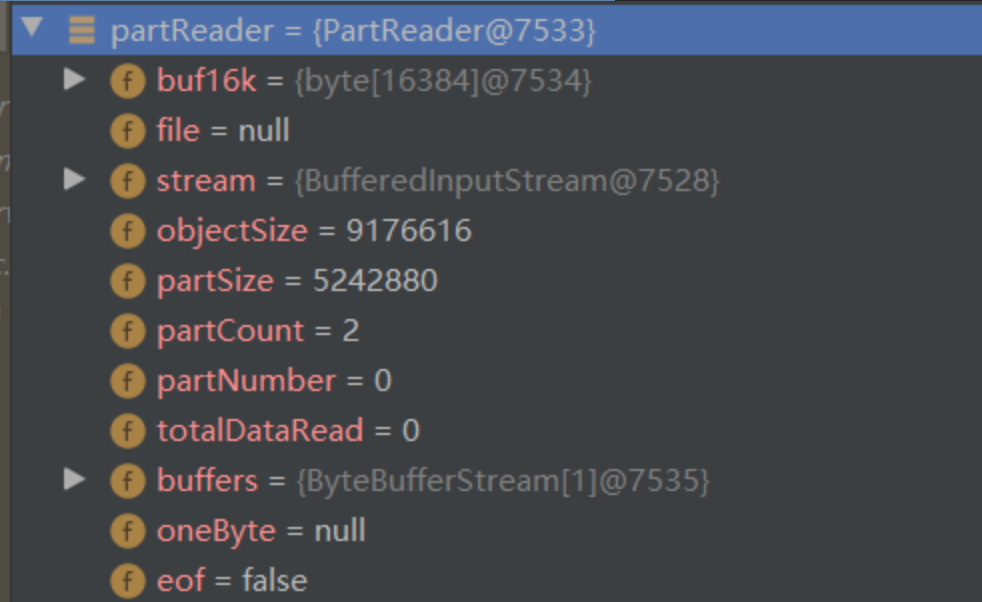 partReader = {PartReader@7533}
f buf16k = {byte[16384]@7534}
f file = null
f stream = {BufferedInputStream@7528}
f objectSize = 9176616
f partSize = 5242880
f partCount = 2
f partNumber = 0
f totalDataRead = 0
f buffers = {ByteBufferStream[1]@7535}
f oneByte = null
f eof = false